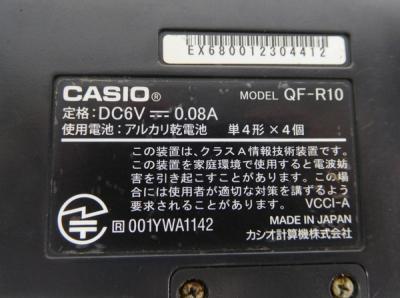 EX680012304412
CASIO® MODEL QF-R10
定格:DC6V⎓0.08A
使用電池:アルカリ乾電池 単4形×4個
この装置は、クラスA情報技術装置です。こ
の装置を家庭環境で使用すると電波妨
害を引き起こすことがあります。この場
合には使用者が適切な対策を講ずるよう
要求されることがあります。 VCCI-A
R 001YWA1142
MADE IN JAPAN
カシオ計算機株式会社